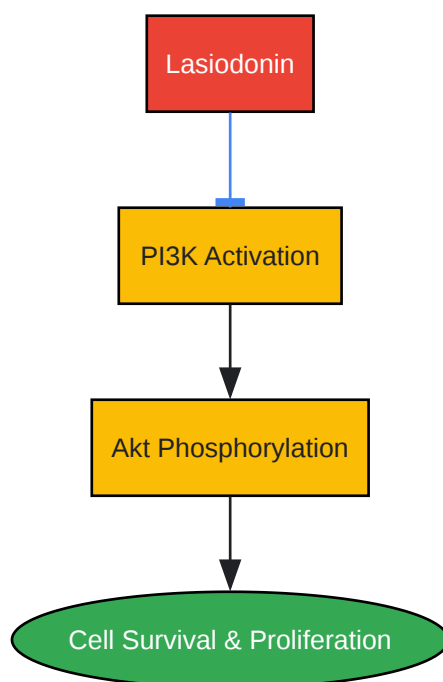 Lasiodonin
PI3K Activation
Akt Phosphorylation
Cell Survival & Proliferation